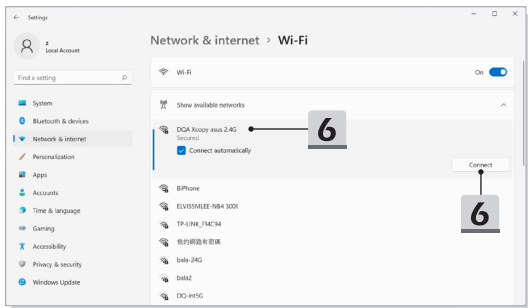 Settings
z
Local Account
Find a setting
System
Bluetooth & devices
Network & internet
Personalization
Apps
Accounts
Time & language
Gaming
Accessibility
Privacy & security
Windows Update
Network & internet > Wi-Fi
Wi-Fi
On
Show available networks
DQA Xcopy asus 2.4G
Secured
6
Connect automatically
Connect
6
BiPhone
ELVISSMLEE-NB4 3001
TP-LINK_F14C94
我的網路有密碼
bala-24G
bala2
DQ-int5G